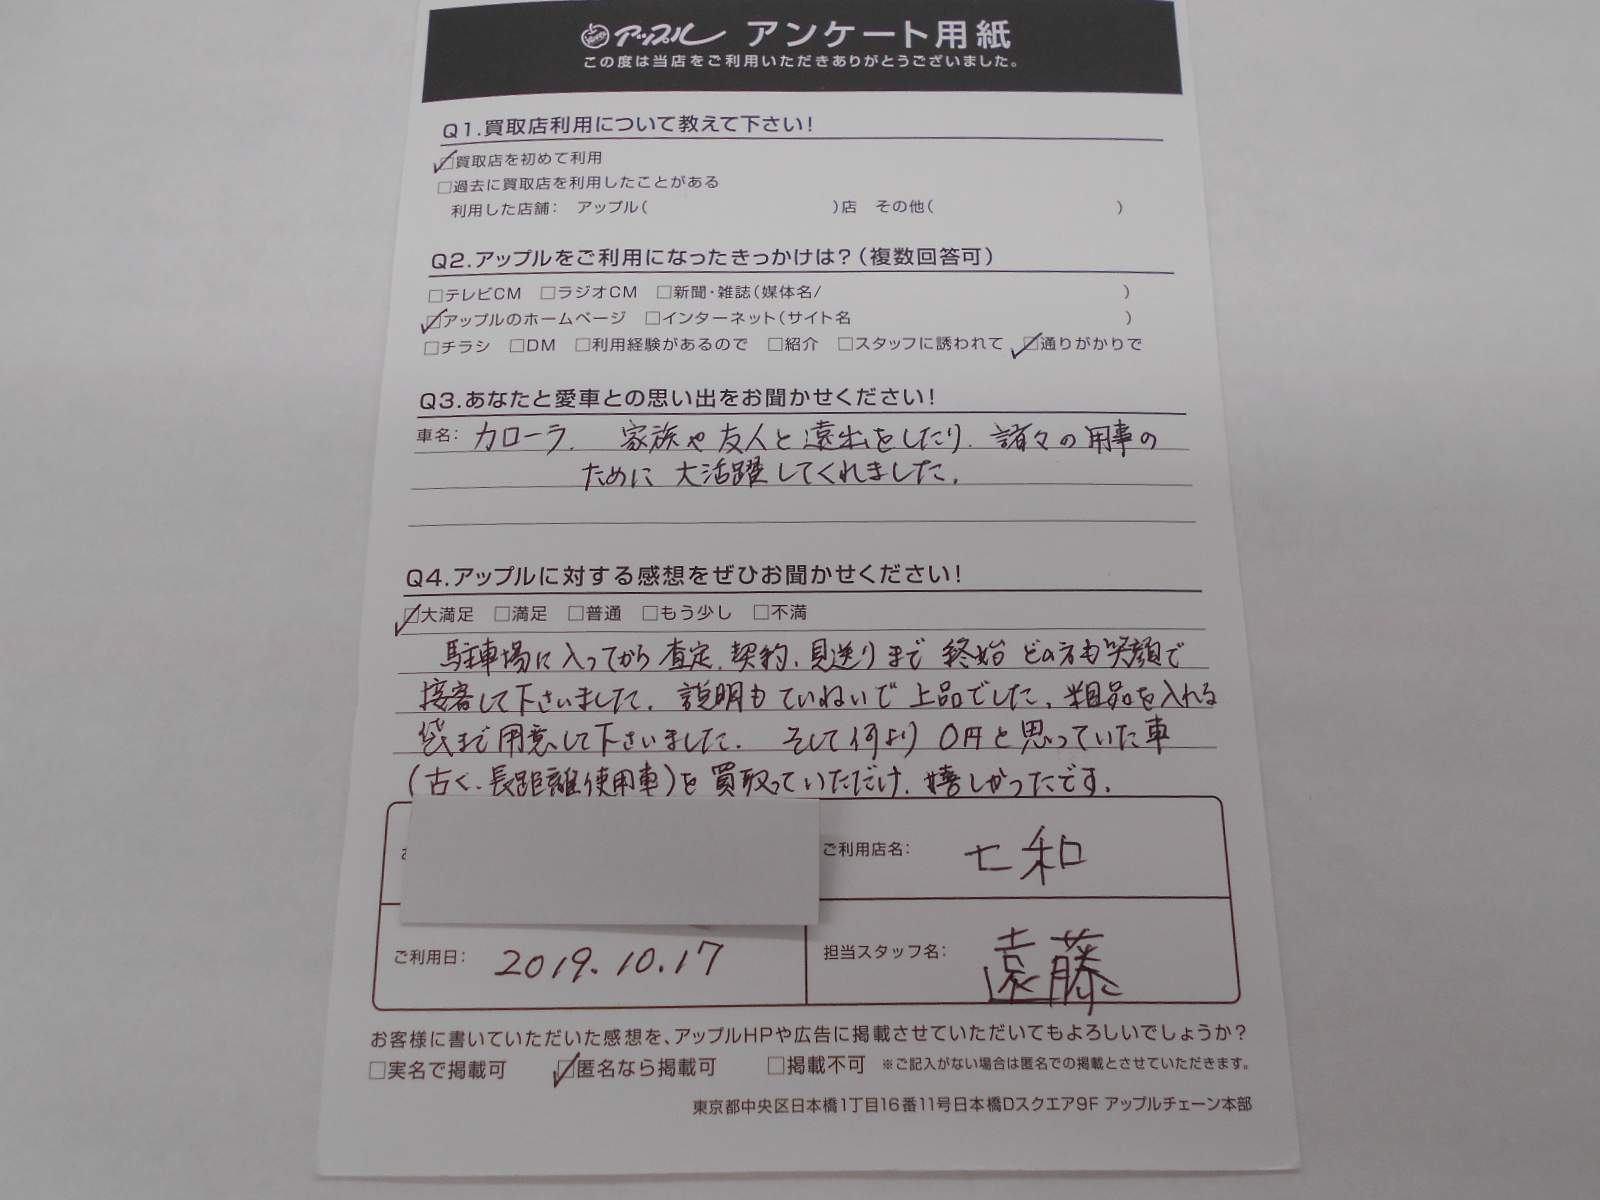 アップル アンケート用紙
この度は当店をご利用いただきありがとうございました。
Q1.買取店利用について教えて下さい！
☑買取店を初めて利用
□過去に買取店を利用したことがある
利用した店舗： アップル（ ）店 その他（ ）
Q2.アップルをご利用になったきっかけは？（複数回答可）
□テレビCM □ラジオCM □新聞・雑誌（媒体名/ ）
☑アップルのホームページ □インターネット（サイト名 ）
□チラシ □DM □利用経験があるので □紹介 □スタッフに誘われて ☑通りがかりで
Q3.あなたと愛車との思い出をお聞かせください！
車名： カローラ． 家族や友人と遠出をしたり、諸々の用事の
ために大活躍してくれました。
Q4.アップルに対する感想をぜひお聞かせください！
☑大満足 □満足 □普通 □もう少し □不満
駐車場に入ってから査定、契約、見送りまで終始どの方も笑顔で
接客して下さいました。説明もていねいで上品でした。粗品を入れる
袋まで用意して下さいました。 そして何より0円と思っていた車
（古く、長距離使用車）を買取っていただけ、嬉しかったです。
ご利用店名： 七和
ご利用日： 2019.10.17
担当スタッフ名： 遠藤
お客様に書いていただいた感想を、アップルHPや広告に掲載させていただいてもよろしいでしょうか？
□実名で掲載可 ☑匿名なら掲載可 □掲載不可 ※ご記入がない場合は匿名での掲載とさせていただきます。
東京都中央区日本橋1丁目16番11号日本橋Dスクエア9F アップルチェーン本部